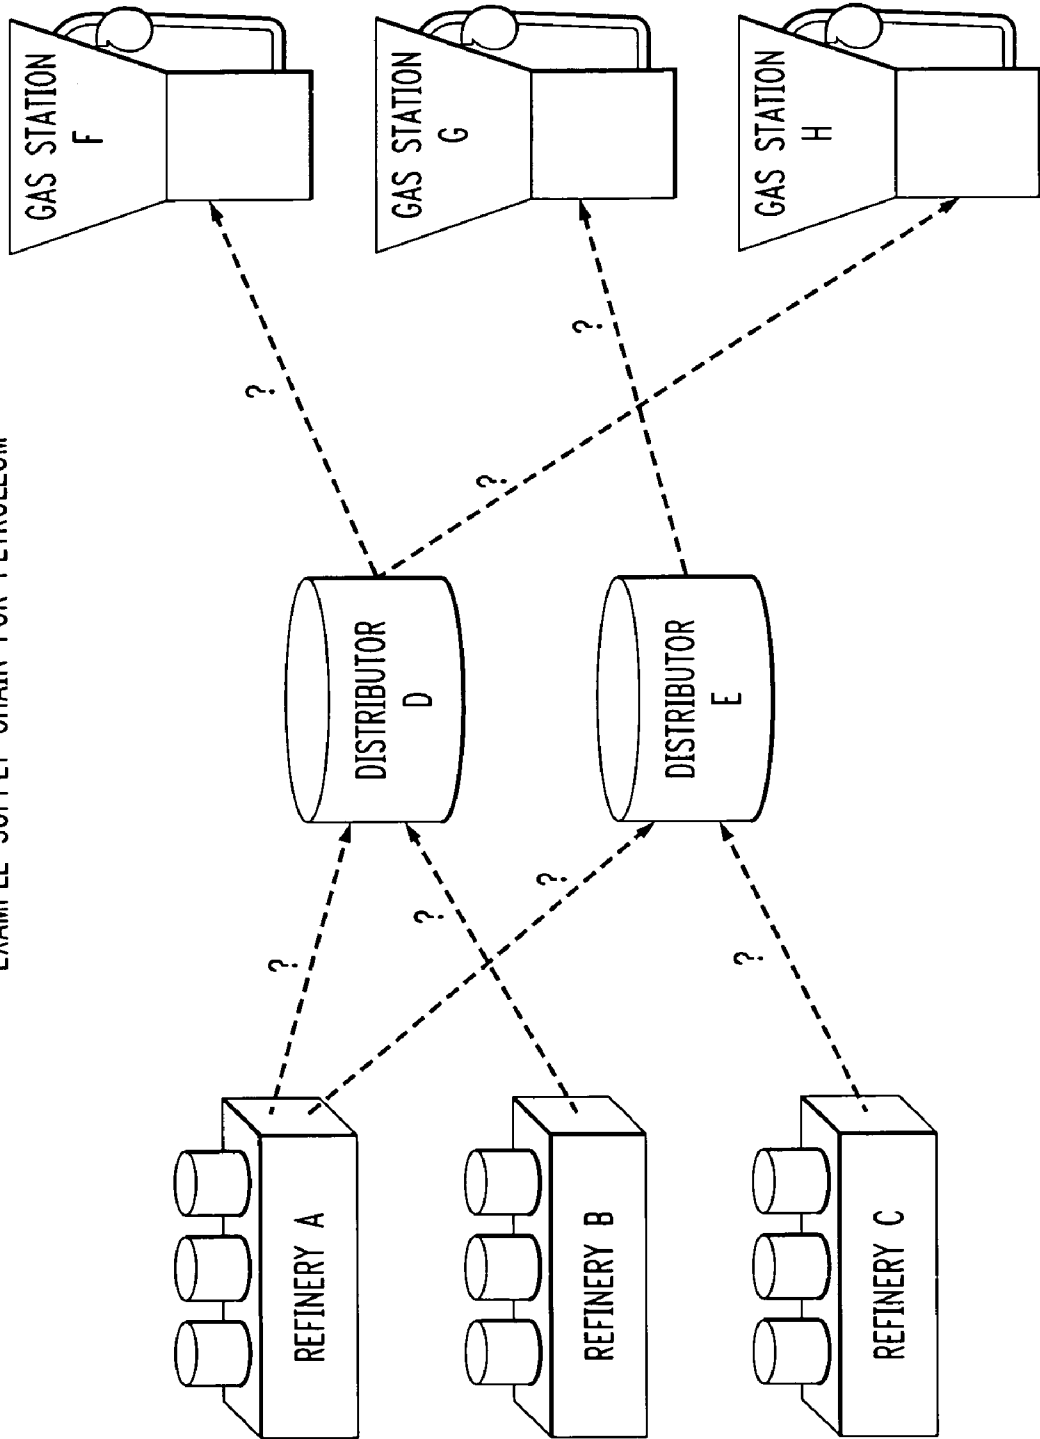 EXAMPLE SUPPLY CHAIN FOR PETROLEUM
REFINERY A
REFINERY B
REFINERY C
?
?
?
?
DISTRIBUTOR
D
DISTRIBUTOR
E
?
?
?
GAS STATION
F
GAS STATION
G
GAS STATION
H